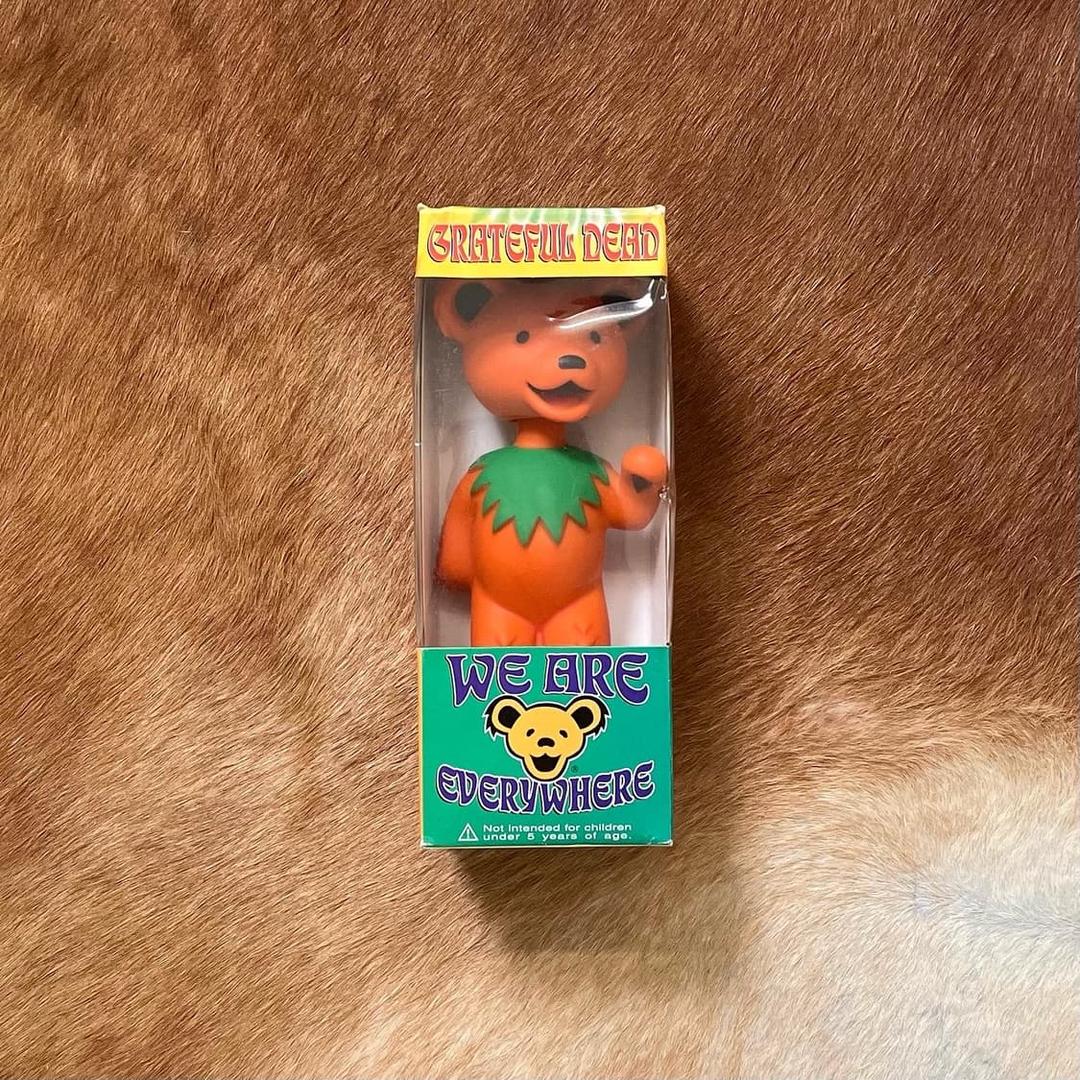 GRATEFUL DEAD
WE ARE
EVERYWHERE
®
⚠ Not intended for children
under 5 years of age.